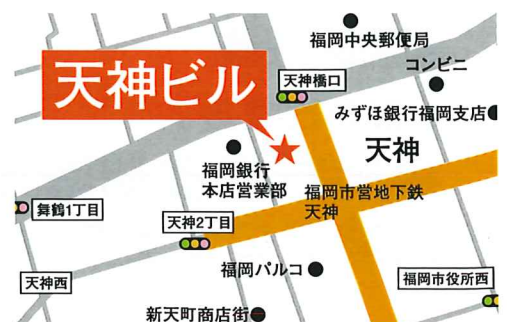 福岡中央郵便局
コンビニ
天神ビル
天神橋口
みずほ銀行福岡支店
天神
福岡銀行
本店営業部
福岡市営地下鉄
天神
舞鶴1丁目
天神2丁目
福岡パルコ
天神西
福岡市役所西
新天町商店街